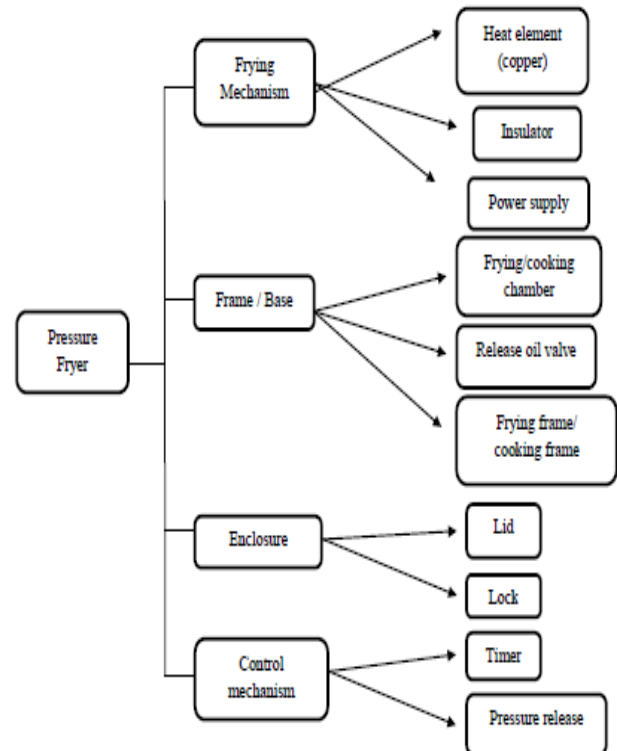 Heat element
(copper)
Frying
Mechanism
Insulator
Power supply
Frying/cooking
chamber
Frame / Base
Pressure
Fryer
Release oil valve
Frying frame/
cooking frame
Enclosure
Lid
Lock
Control
mechanism
Timer
Pressure release